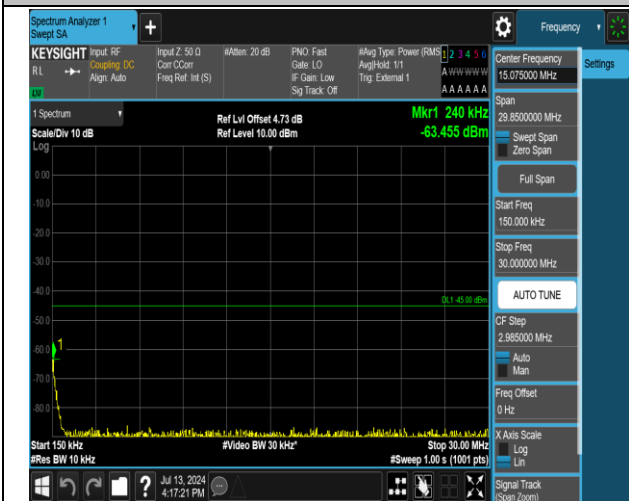 Spectrum Analyzer 1
Swept SA
+
Frequency
KEYSIGHT
Input: RF
Input Z: 50 Ω
#Atten: 20 dB
PNO: Fast
#Avg Type: Power (RMS
1 2 3 4 5 6
RL
Coupling: DC
Corr CCorr
Gate: LO
Avg|Hold: 1/1
A W W W W W
Align: Auto
Freq Ref: Int (S)
IF Gain: Low
Trig: External 1
Sig Track: Off
A A A A A A
LXI
1 Spectrum
Ref Lvl Offset 4.73 dB
Mkr1 240 kHz
Scale/Div 10 dB
Ref Level 10.00 dBm
-63.455 dBm
Log
0.00
-10.0
-20.0
-30.0
-40.0
DL1 -45.00 dBm
-50.0
-60.0
1
-70.0
-80.0
Start 150 kHz
#Video BW 30 kHz*
Stop 30.00 MHz
#Res BW 10 kHz
#Sweep 1.00 s (1001 pts)
?
Jul 13, 2024
4:17:21 PM
Center Frequency
15.075000 MHz
Settings
Span
29.8500000 MHz
Swept Span
Zero Span
Full Span
Start Freq
150.000 kHz
Stop Freq
30.000000 MHz
AUTO TUNE
CF Step
2.985000 MHz
Auto
Man
Freq Offset
0 Hz
X Axis Scale
Log
Lin
Signal Track
(Span Zoom)